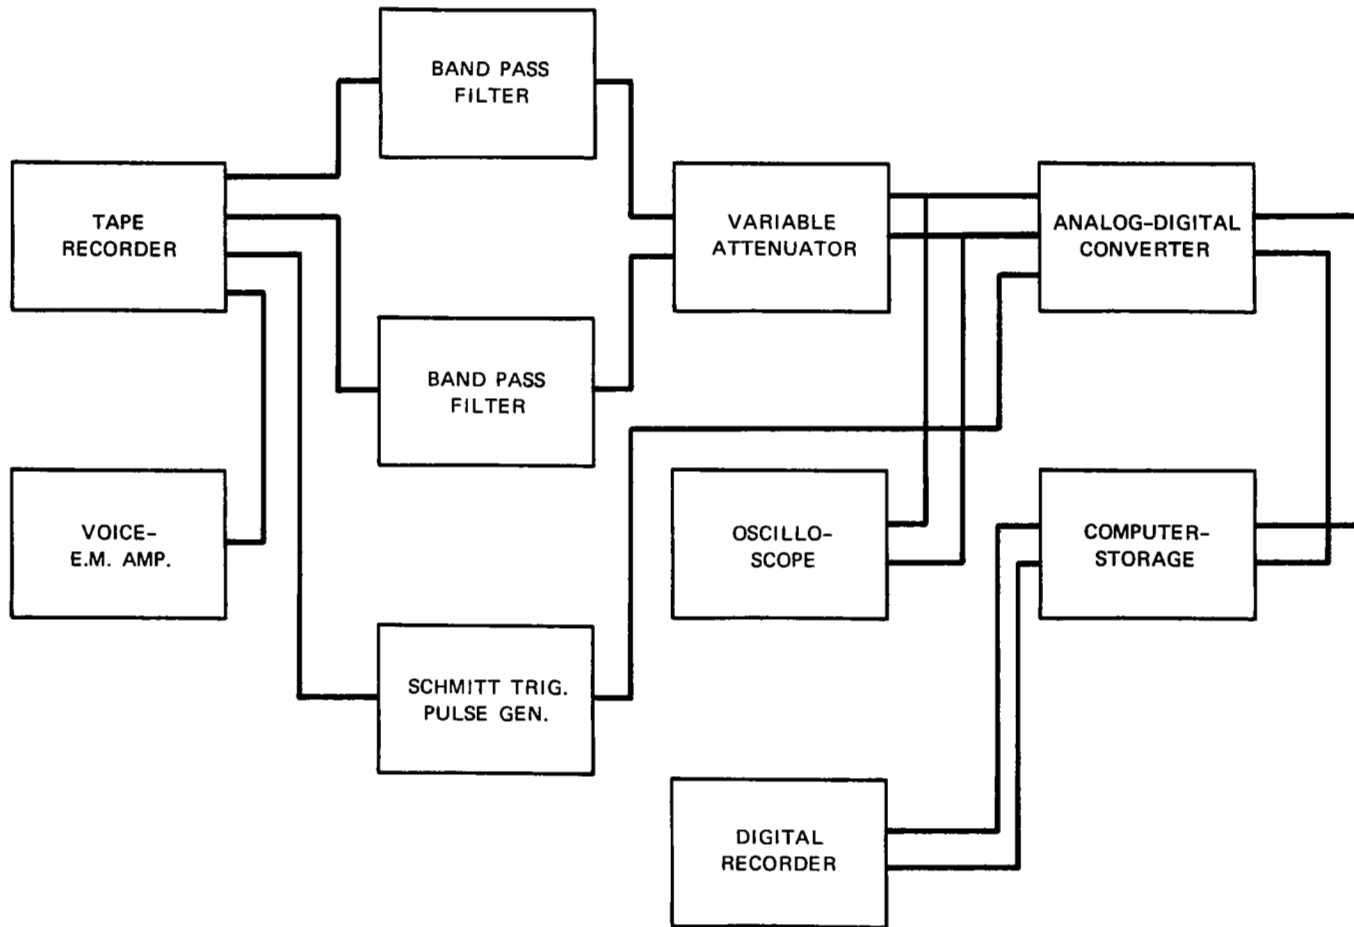 BAND PASS
FILTER
TAPE
RECORDER
VARIABLE
ATTENUATOR
ANALOG-DIGITAL
CONVERTER
BAND PASS
FILTER
VOICE-
E.M. AMP.
OSCILLO-
SCOPE
COMPUTER-
STORAGE
SCHMITT TRIG.
PULSE GEN.
DIGITAL
RECORDER